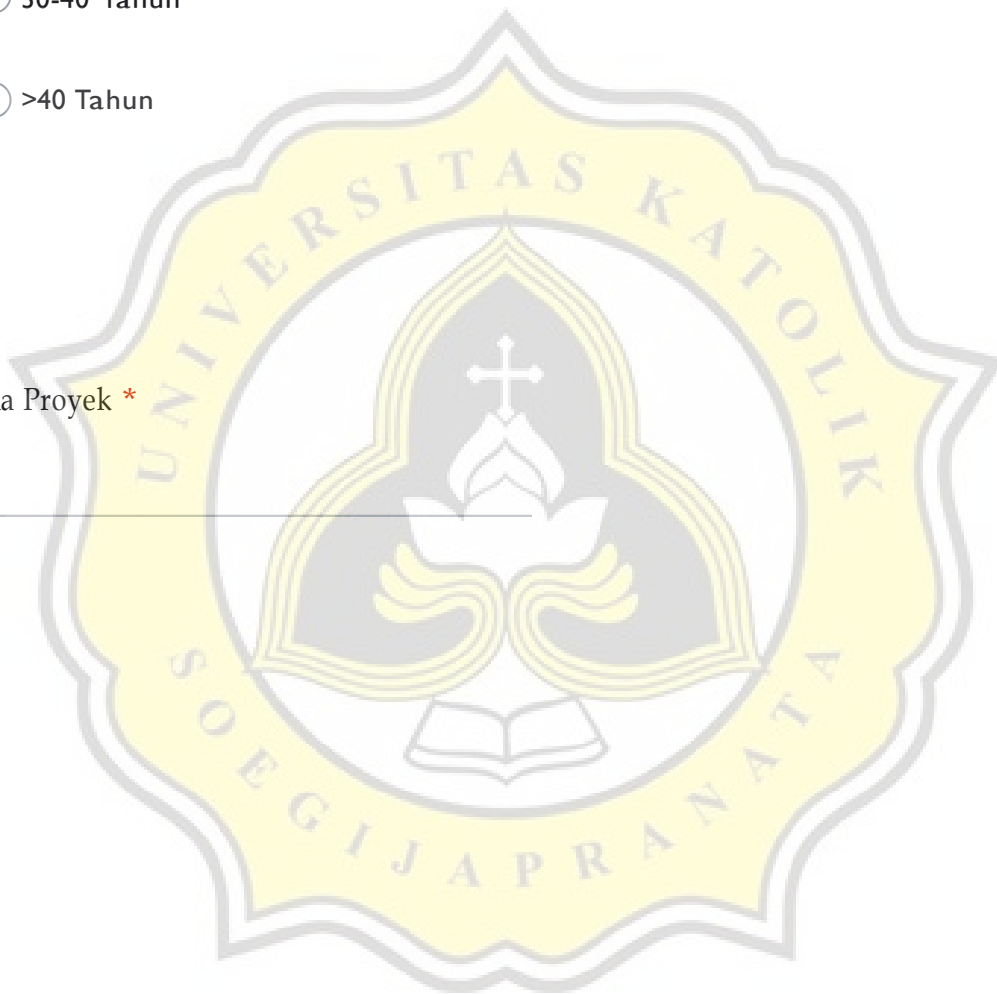 30-40 Tahun
>40 Tahun
a Proyek *
UNIVERSITAS KATOLIK
SOEGIJAPRANATA